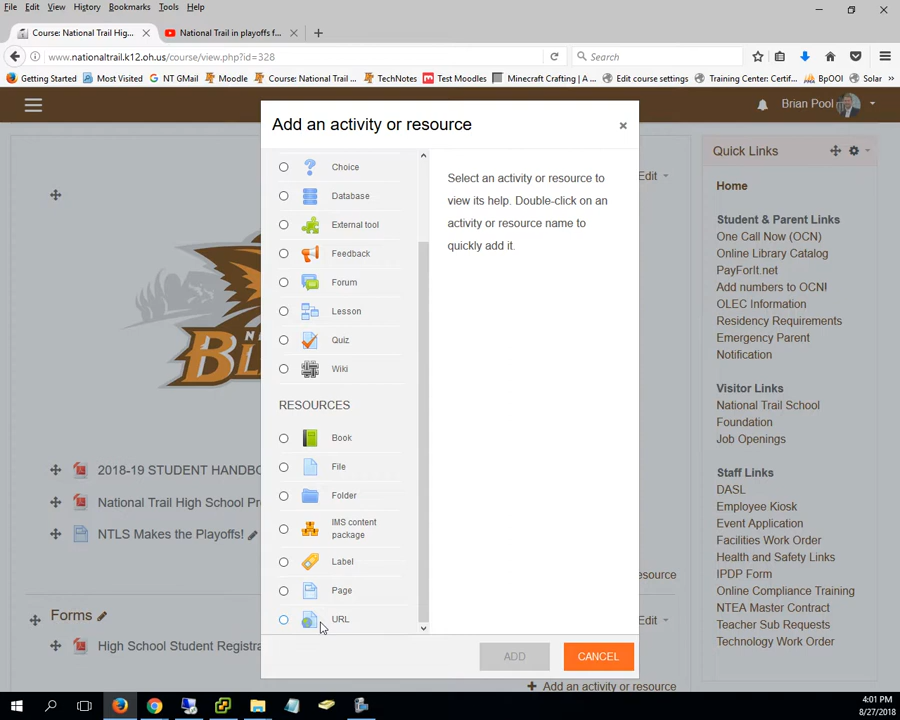 File Edit View History Bookmarks Tools Help
Course: National Trail Hig... × National Trail in playoffs f... × +
www.nationaltrail.k12.oh.us/course/view.php?id=328 Search
Getting Started Most Visited NT GMail Moodle Course: National Trail ... TechNotes Test Moodles Minecraft Crafting | A... Edit course settings Training Center: Certif... BpOOl Solar
Brian Pool
Add an activity or resource ×
Quick Links
Choice
Select an activity or resource to
view its help. Double-click on an
activity or resource name to
quickly add it.
Edit
Home
Database
Student & Parent Links
External tool
One Call Now (OCN)
Feedback
Online Library Catalog
PayForIt.net
Forum
Add numbers to OCN!
OLEC Information
Lesson
Residency Requirements
Quiz
Emergency Parent
Notification
Wiki
Visitor Links
RESOURCES
National Trail School
Foundation
Book
Job Openings
File
2018-19 STUDENT HANDBO
Staff Links
DASL
Folder
National Trail High School Pr
Employee Kiosk
IMS content
package
Event Application
NTLS Makes the Playoffs!
Facilities Work Order
Label
Health and Safety Links
esource
IPDP Form
Page
Online Compliance Training
NTEA Master Contract
URL
Forms
Edit
Teacher Sub Requests
High School Student Registra
Technology Work Order
ADD CANCEL
Add an activity or resource
4:01 PM
8/27/2018